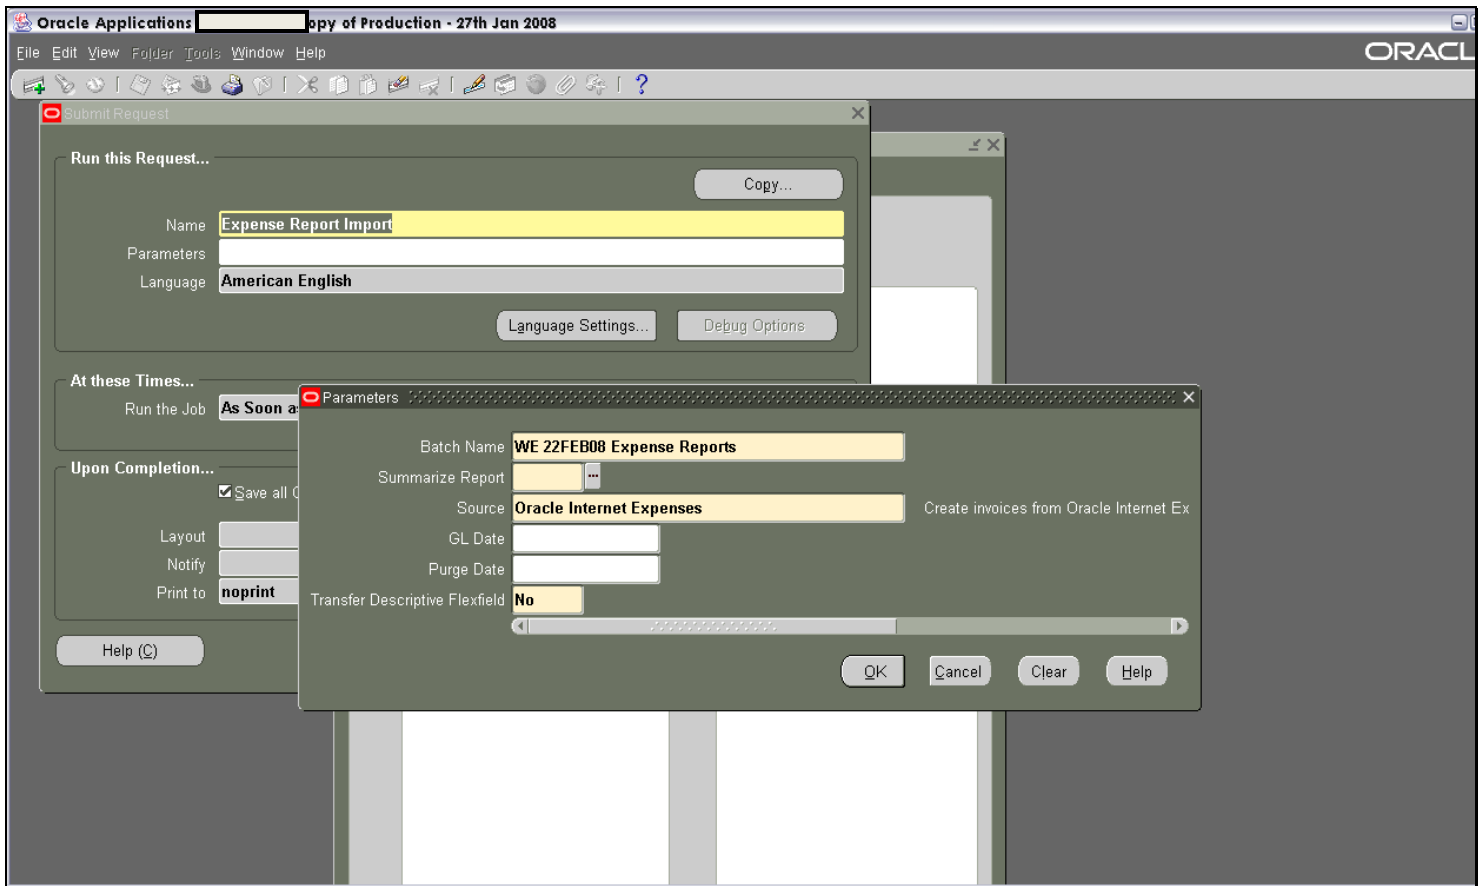 Oracle Applications opy of Production - 27th Jan 2008
File Edit View Folder Tools Window Help
ORACL
Submit Request
Run this Request...
Copy...
Name Expense Report Import
Parameters
Language American English
Language Settings... Debug Options
At these Times...
Run the Job As Soon as
Parameters
Batch Name WE 22FEB08 Expense Reports
Upon Completion...
Summarize Report
Save all O
Source Oracle Internet Expenses Create invoices from Oracle Internet Ex
Layout
GL Date
Notify
Purge Date
Print to noprint
Transfer Descriptive Flexfield No
Help (C)
OK Cancel Clear Help